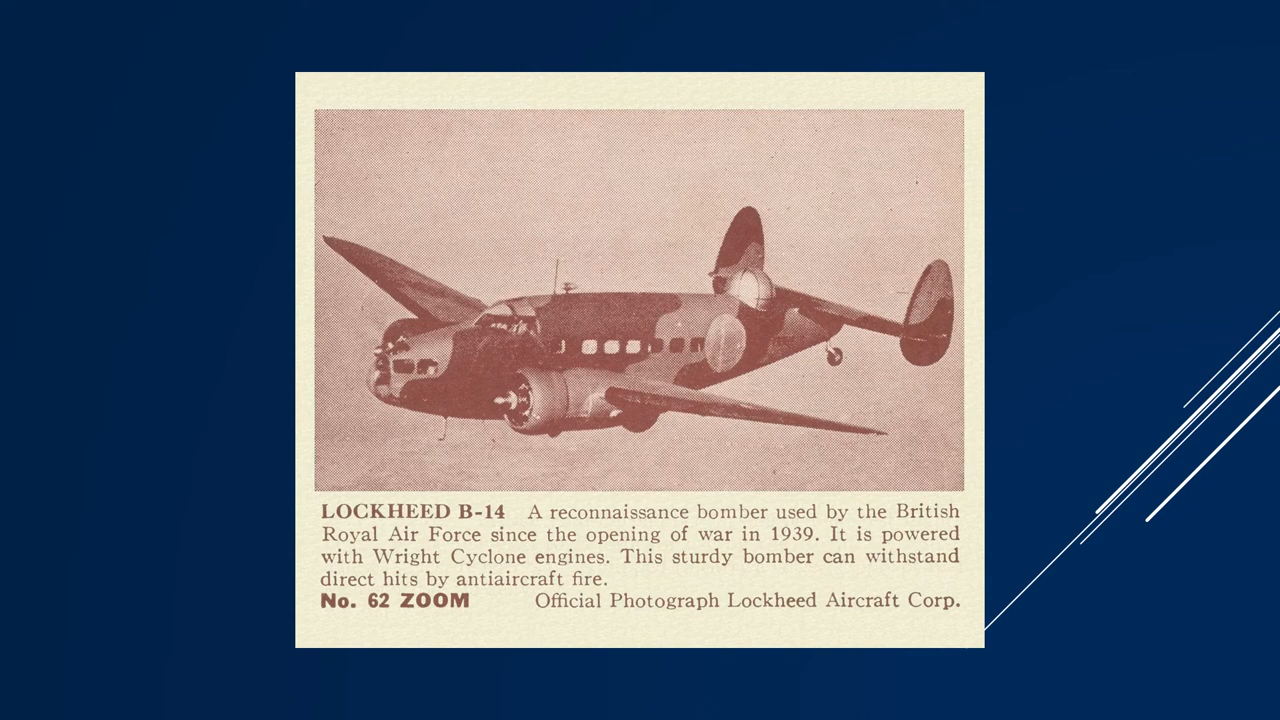 LOCKHEED B-14 A reconnaissance bomber used by the British
Royal Air Force since the opening of war in 1939. It is powered
with Wright Cyclone engines. This sturdy bomber can withstand
direct hits by antiaircraft fire.
No. 62 ZOOM Official Photograph Lockheed Aircraft Corp.